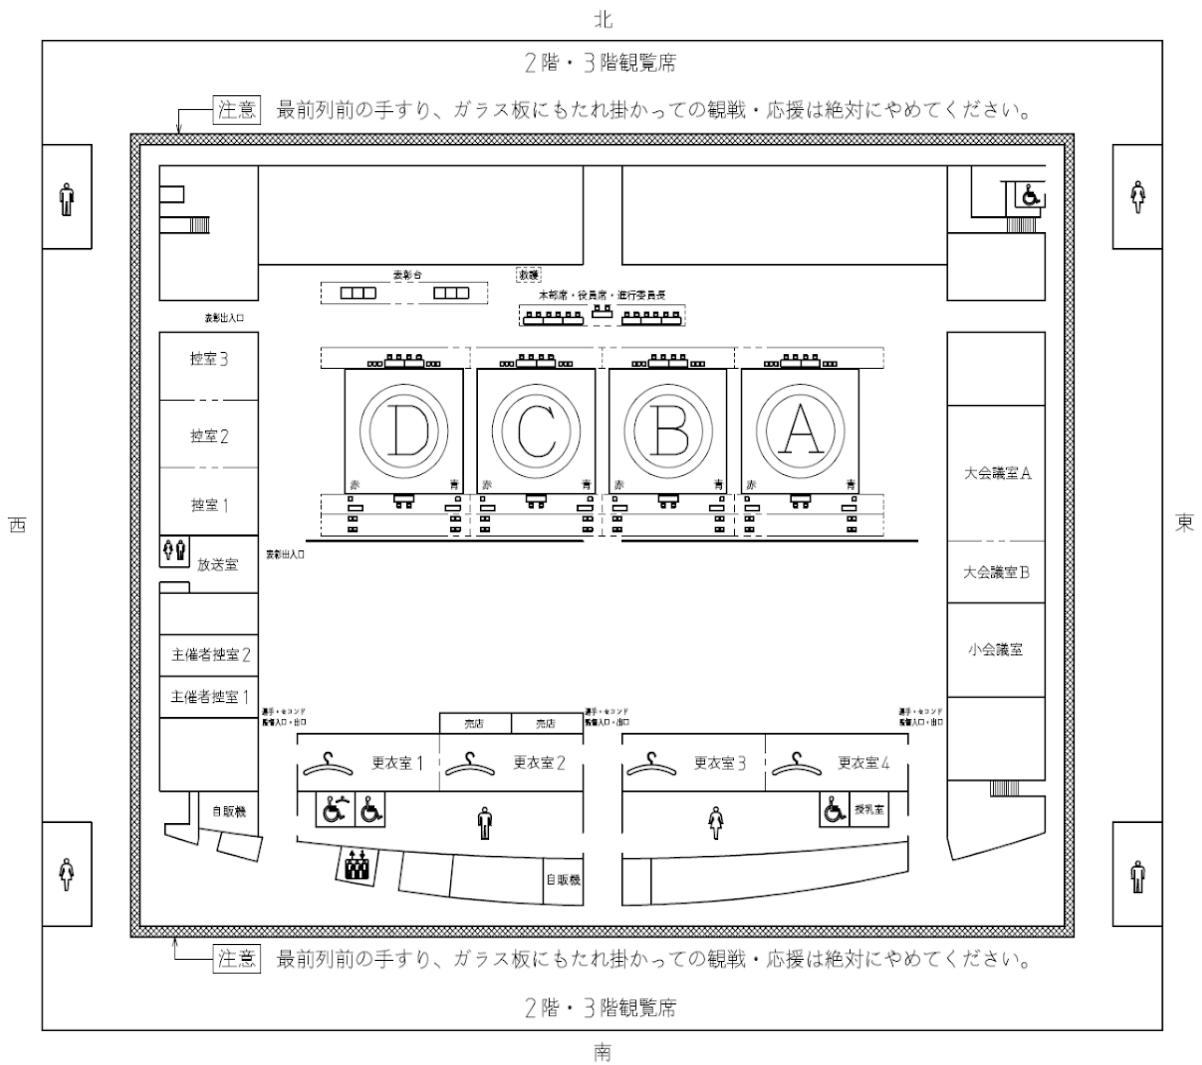 北
2階・3階観覧席
注意 最前列前の手すり、ガラス板にもたれ掛かっての観戦・応援は絶対にやめてください。
表彰台
救護
本部席・役員席・進行委員長
表彰出入口
控室3
控室2
控室1
放送室
主催者控室2
主催者控室1
西
D
C
B
A
赤 青
赤 青
赤 青
赤 青
表彰出入口
大会議室A
大会議室B
小会議室
東
選手・セコンド
監督入口・出口
売店
売店
選手・セコンド
監督入口・出口
選手・セコンド
監督入口・出口
更衣室1
更衣室2
更衣室3
更衣室4
自販機
授乳室
自販機
注意 最前列前の手すり、ガラス板にもたれ掛かっての観戦・応援は絶対にやめてください。
2階・3階観覧席
南